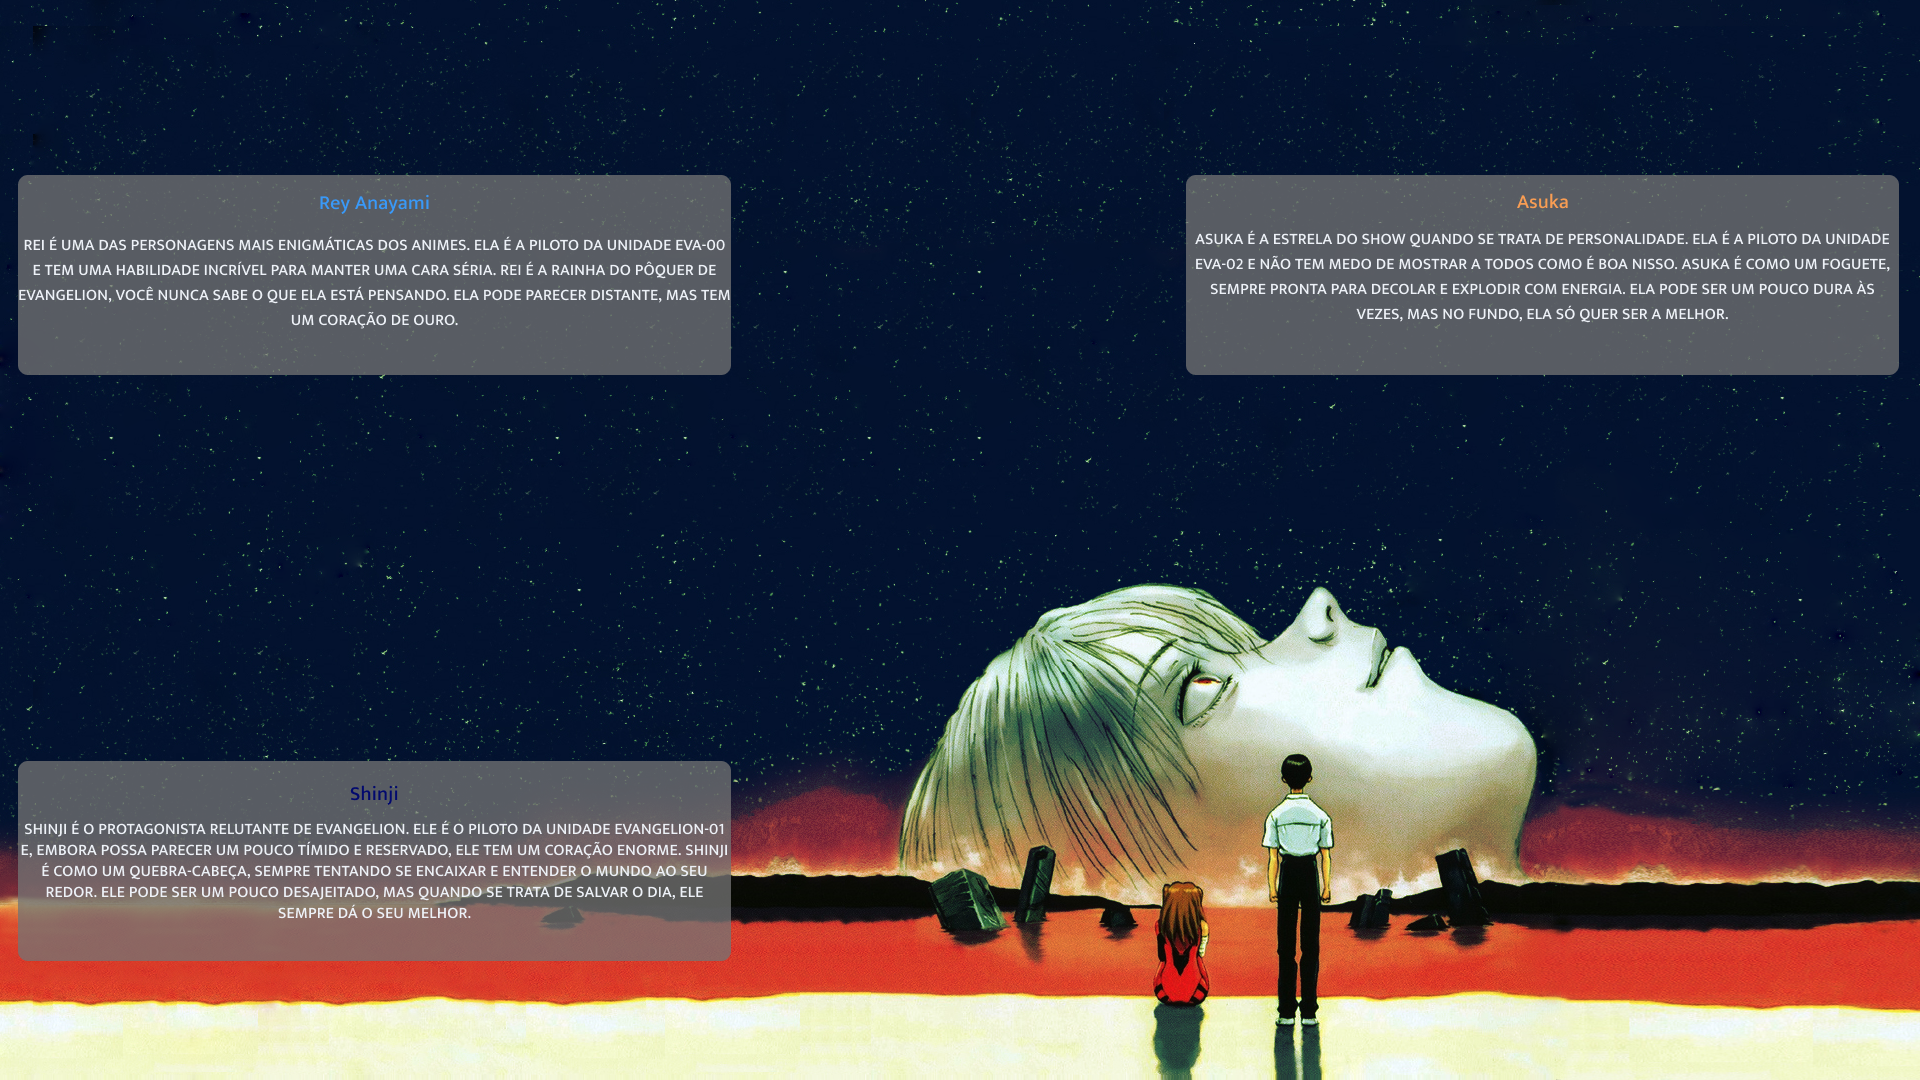 Rey Anayami
REI É UMA DAS PERSONAGENS MAIS ENIGMÁTICAS DOS ANIMES. ELA É A PILOTO DA UNIDADE EVA-00
E TEM UMA HABILIDADE INCRÍVEL PARA MANTER UMA CARA SÉRIA. REI É A RAINHA DO PÔQUER DE
EVANGELION, VOCÊ NUNCA SABE O QUE ELA ESTÁ PENSANDO. ELA PODE PARECER DISTANTE, MAS TEM
UM CORAÇÃO DE OURO.
Asuka
ASUKA É A ESTRELA DO SHOW QUANDO SE TRATA DE PERSONALIDADE. ELA É A PILOTO DA UNIDADE
EVA-02 E NÃO TEM MEDO DE MOSTRAR A TODOS COMO É BOA NISSO. ASUKA É COMO UM FOGUETE,
SEMPRE PRONTA PARA DECOLAR E EXPLODIR COM ENERGIA. ELA PODE SER UM POUCO DURA ÀS
VEZES, MAS NO FUNDO, ELA SÓ QUER SER A MELHOR.
Shinji
SHINJI É O PROTAGONISTA RELUTANTE DE EVANGELION. ELE É O PILOTO DA UNIDADE EVANGELION-01
E, EMBORA POSSA PARECER UM POUCO TÍMIDO E RESERVADO, ELE TEM UM CORAÇÃO ENORME. SHINJI
É COMO UM QUEBRA-CABEÇA, SEMPRE TENTANDO SE ENCAIXAR E ENTENDER O MUNDO AO SEU
REDOR. ELE PODE SER UM POUCO DESAJEITADO, MAS QUANDO SE TRATA DE SALVAR O DIA, ELE
SEMPRE DÁ O SEU MELHOR.